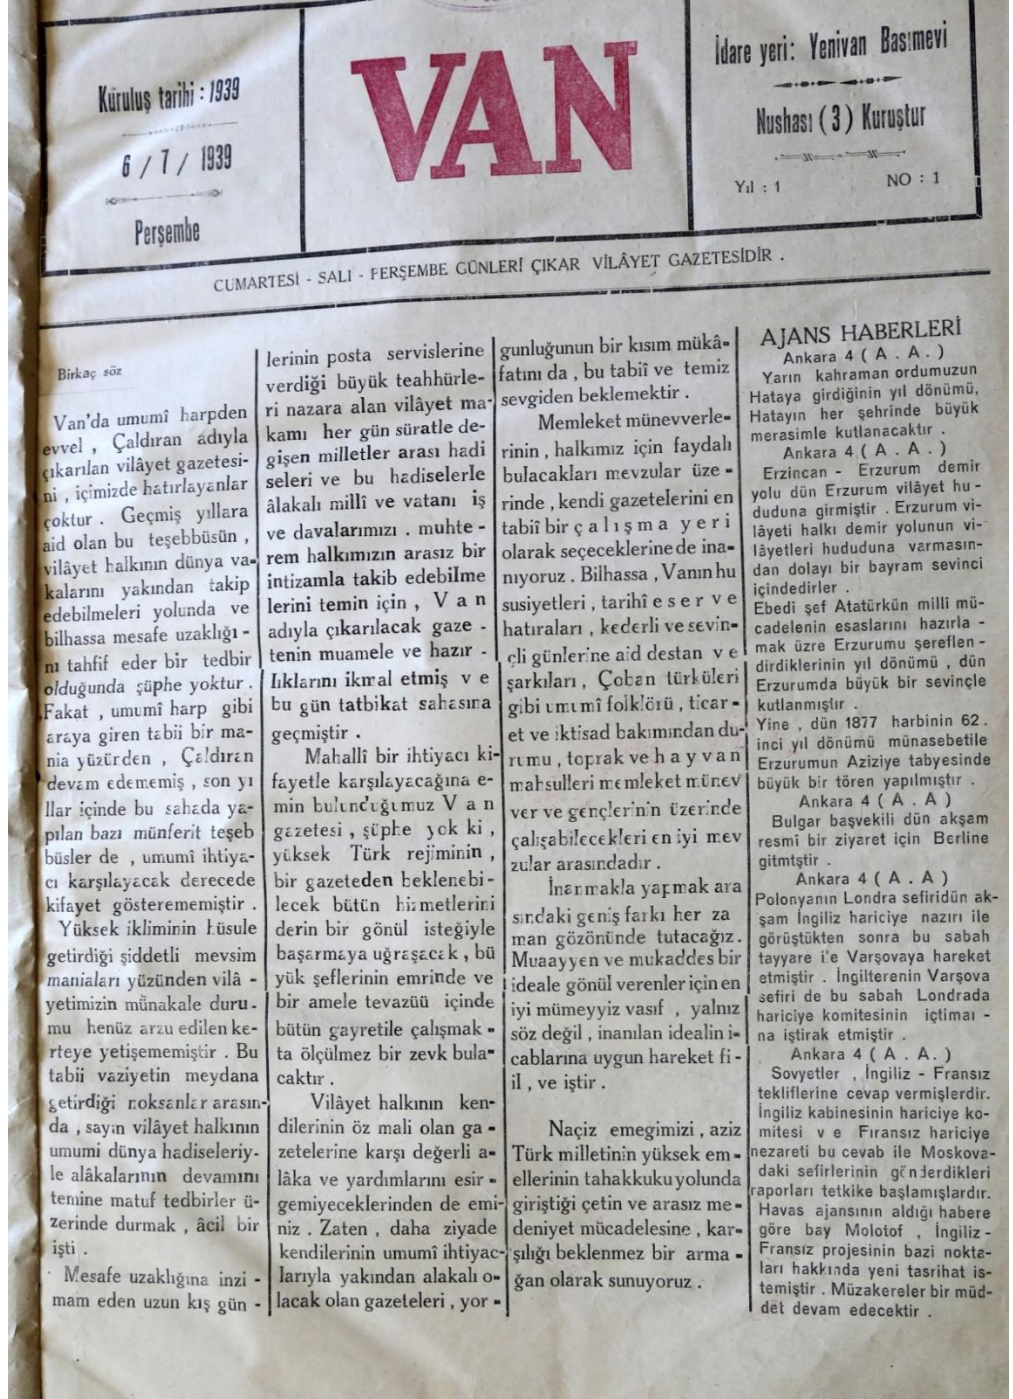 Kuruluş tarihi : 1939
6 / 7 / 1939
Perşembe
VAN
İdare yeri: Yenivan Basımevi
Nushası ( 3 ) Kuruştur
Yıl : 1
NO : 1
CUMARTESİ - SALI - PERŞEMBE GÜNLERİ ÇIKAR VİLÂYET GAZETESİDİR .
Birkaç söz
Van'da umumî harpden
evvel , Çaldıran adıyla
çıkarılan vilâyet gazetesi-
ni , içimizde hatırlayanlar
çoktur . Geçmiş yıllara
aid olan bu teşebbüsün ,
vilâyet halkının dünya va-
kalarını yakından takip
edebilmeleri yolunda ve
bilhassa mesafe uzaklığı -
nı tahfif eder bir tedbir
olduğunda şüphe yoktur .
Fakat , umumî harp gibi
araya giren tabii bir ma-
nia yüzürden , Çaldıran
devam edememiş , son yı
llar içinde bu sahada ya-
pılan bazı münferit teşeb
büsler de , umumî ihtiya-
cı karşılayacak derecede
kifayet gösterememiştir .
Yüksek ikliminin husule
getirdiği şiddetli mevsim
maniaları yüzünden vilâ -
yetimizin münakale duru-
mu henüz arzu edilen ke-
rteye yetişememiştir . Bu
tabii vaziyetin meydana
getirdiği noksanlar arasın-
da , sayın vilâyet halkının
umumi dünya hadiseleriy-
le alâkalarının devamını
temine matuf tedbirler ü-
zerinde durmak , âcil bir
işti .
Mesafe uzaklığına inzi -
mam eden uzun kış gün -
lerinin posta servislerine
verdiği büyük teahhürle-
ri nazara alan vilâyet ma-
kamı her gün süratle de-
gişen milletler arası hadi
seleri ve bu hadiselerle
âlakalı millî ve vatanı iş
ve davalarımızı . muhte -
rem halkımızın arasız bir
intizamla takib edebilme
lerini temin için , V a n
adıyla çıkarılacak gaze -
tenin muamele ve hazır -
lıklarını ikmal etmiş v e
bu gün tatbikat sahasına
geçmiştir .
Mahallî bir ihtiyacı ki-
fayetle karşılayacağına e-
min bulunduğumuz V a n
gazetesi , şüphe yok ki ,
yüksek Türk rejiminin ,
bir gazeteden beklenebi-
lecek bütün hizmetlerini
derin bir gönül isteğiyle
başarmaya uğraşacak , bü
yük şeflerinin emrinde ve
bir amele tevazüü içinde
bütün gayretile çalışmak -
ta ölçülmez bir zevk bula-
caktır .
Vilâyet halkının ken-
dilerinin öz mali olan ga -
zetelerine karşı değerli a-
lâka ve yardımlarını esir -
gemiyeceklerinden de emi-
niz . Zaten , daha ziyade
kendilerinin umumî ihtiyac-
larıyla yakından alakalı o-
lacak olan gazeteleri , yor -
gunluğunun bir kısım mükâ-
fatını da , bu tabiî ve temiz
sevgiden beklemektir .
Memleket münevverle-
rinin , halkımız için faydalı
bulacakları mevzular üze -
rinde , kendi gazetelerini en
tabiî bir ç a l ı ş m a y e r i
olarak seçeceklerine de ina-
nıyoruz . Bilhassa , Vanın hu
susiyetleri , tarihî e s e r v e
hatıraları , kederli ve sevin-
çli günlerine aid destan v e
şarkıları , Çoban türküleri
gibi umumî folklörü , ticar-
et ve iktisad bakımından du-
rumu , toprak ve h a y v a n
mahsulleri memleket münev
ver ve gençlerinin üzerinde
çalışabilecekleri en iyi mev
zular arasındadır .
İnanmakla yapmak ara
sındaki geniş farkı her za
man gözönünde tutacağız .
Muaayyen ve mukaddes bir
ideale gönül verenler için en
iyi mümeyyiz vasıf , yalnız
söz değil , inanılan idealin i-
cablarına uygun hareket fi -
il , ve iştir .
Naçiz emegimizi , aziz
Türk milletinin yüksek em-
ellerinin tahakkuku yolunda
giriştiği çetin ve arasız me-
deniyet mücadelesine , kar-
şılığı beklenmez bir arma -
ğan olarak sunuyoruz .
AJANS HABERLERİ
Ankara 4 ( A . A . )
Yarın kahraman ordumuzun
Hataya girdiğinin yıl dönümü,
Hatayın her şehrinde büyük
merasimle kutlanacaktır .
Ankara 4 ( A . A . )
Erzincan - Erzurum demir
yolu dün Erzurum vilâyet hu -
duduna girmiştir . Erzurum vi-
lâyeti halkı demir yolunun vi-
lâyetleri hududuna varmasın-
dan dolayı bir bayram sevinci
içindedirler .
Ebedi şef Atatürkün millî mü-
cadelenin esaslarını hazırla -
mak üzre Erzurumu şereflen -
dirdiklerinin yıl dönümü , dün
Erzurumda büyük bir sevinçle
kutlanmıştır .
Yine , dün 1877 harbinin 62 .
inci yıl dönümü münasebetile
Erzurumun Aziziye tabyesinde
büyük bir tören yapılmıştır .
Ankara 4 ( A . A )
Bulgar başvekili dün akşam
resmî bir ziyaret için Berline
gitmtştir .
Ankara 4 ( A . A )
Polonyanın Londra sefiridün ak-
şam İngiliz hariciye nazırı ile
görüştükten sonra bu sabah
tayyare i'e Varşovaya hareket
etmiştir . İngilterenin Varşova
sefiri de bu sabah Londrada
hariciye komitesinin içtimaı -
na iştirak etmiştir .
Ankara 4 ( A . A. )
Sovyetler , İngiliz - Fransız
tekliflerine cevap vermişlerdir.
İngiliz kabinesinin hariciye ko-
mitesi v e Fıransız hariciye
nezareti bu cevab ile Moskova-
daki sefirlerinin gönderdikleri
raporları tetkike başlamışlardır.
Havas ajansının aldığı habere
göre bay Molotof , İngiliz-
Fransız projesinin bazi nokta-
ları hakkında yeni tasrihat is-
temiştir . Müzakereler bir müd-
det devam edecektir .